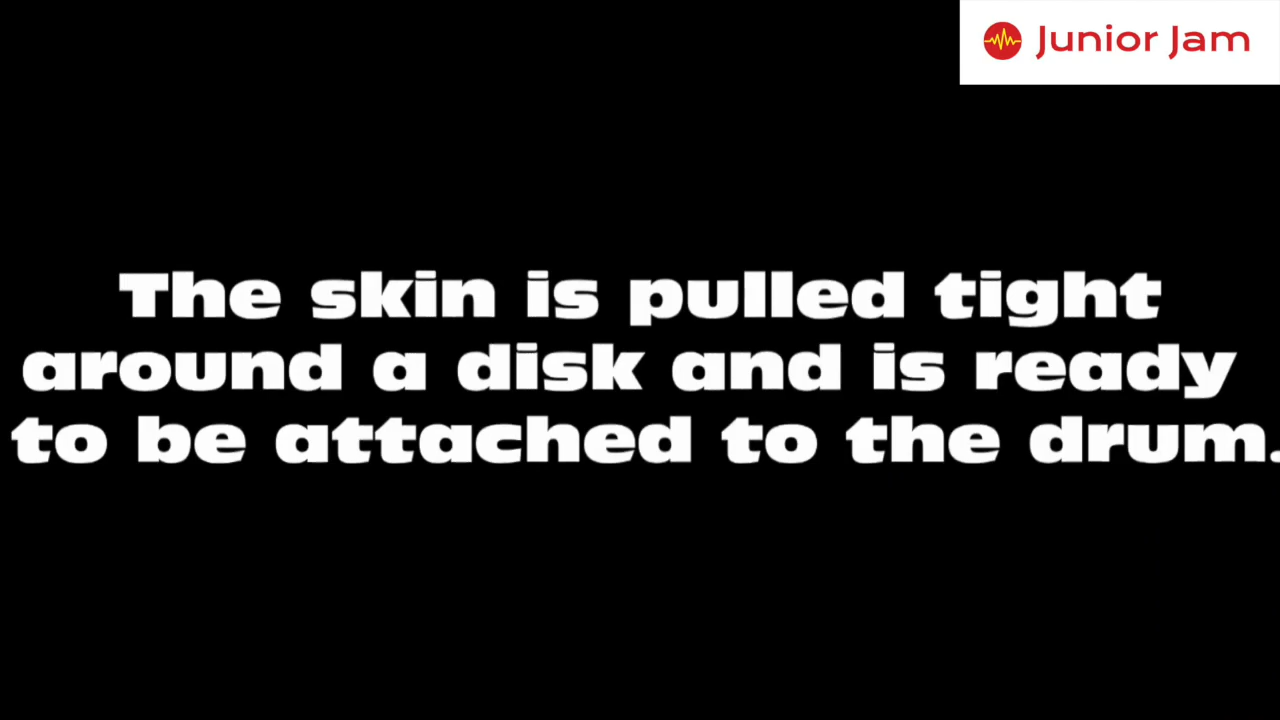 Junior Jam
The skin is pulled tight
around a disk and is ready
to be attached to the drum.